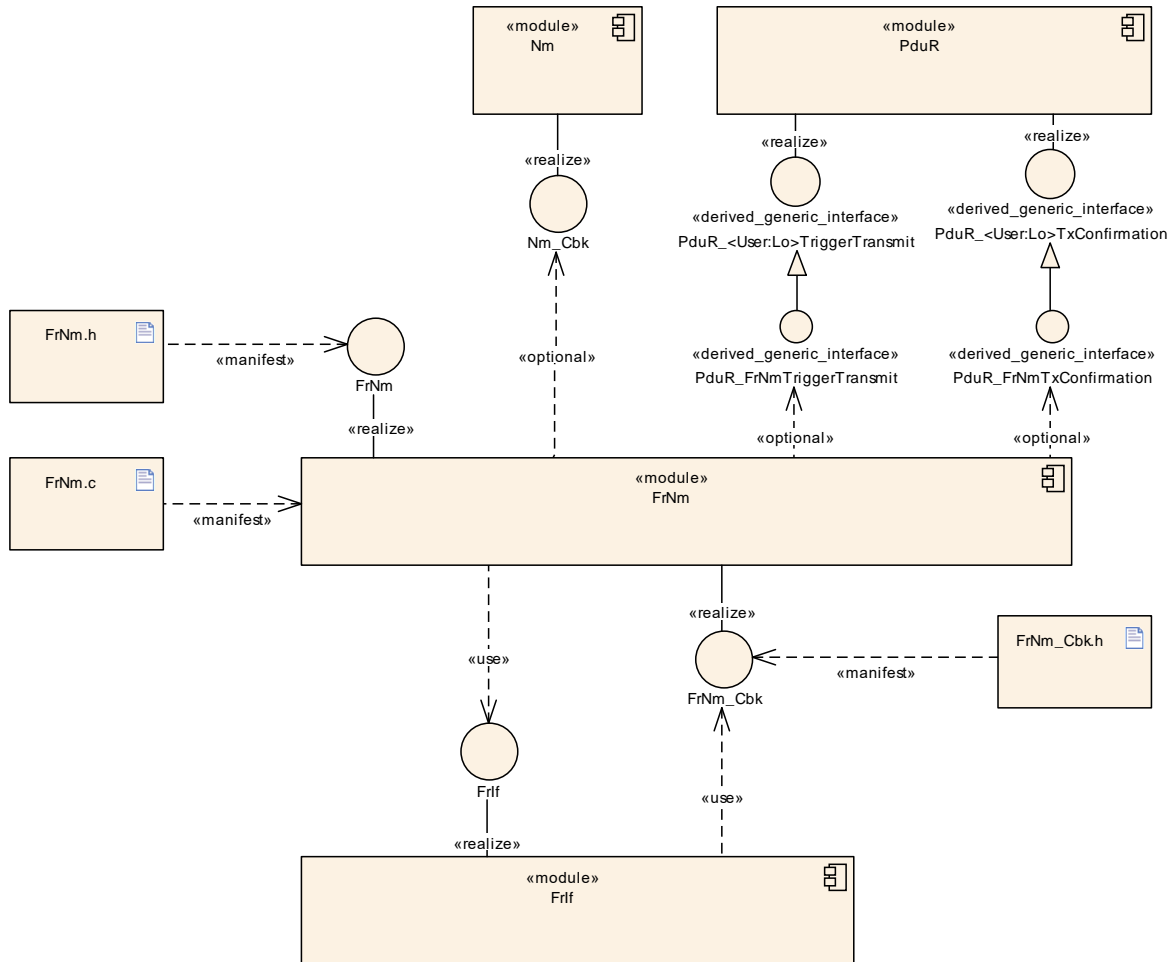 «module»
Nm
«module»
PduR
«realize»
«realize»
«realize»
«derived_generic_interface»
PduR_<User:Lo>TriggerTransmit
«derived_generic_interface»
PduR_<User:Lo>TxConfirmation
Nm_Cbk
FrNm.h
«manifest»
FrNm
«optional»
«derived_generic_interface»
PduR_FrNmTriggerTransmit
«derived_generic_interface»
PduR_FrNmTxConfirmation
«realize»
«optional»
«optional»
FrNm.c
«manifest»
«module»
FrNm
«realize»
«use»
FrNm_Cbk
FrNm_Cbk.h
«manifest»
FrIf
«use»
«realize»
«module»
FrIf